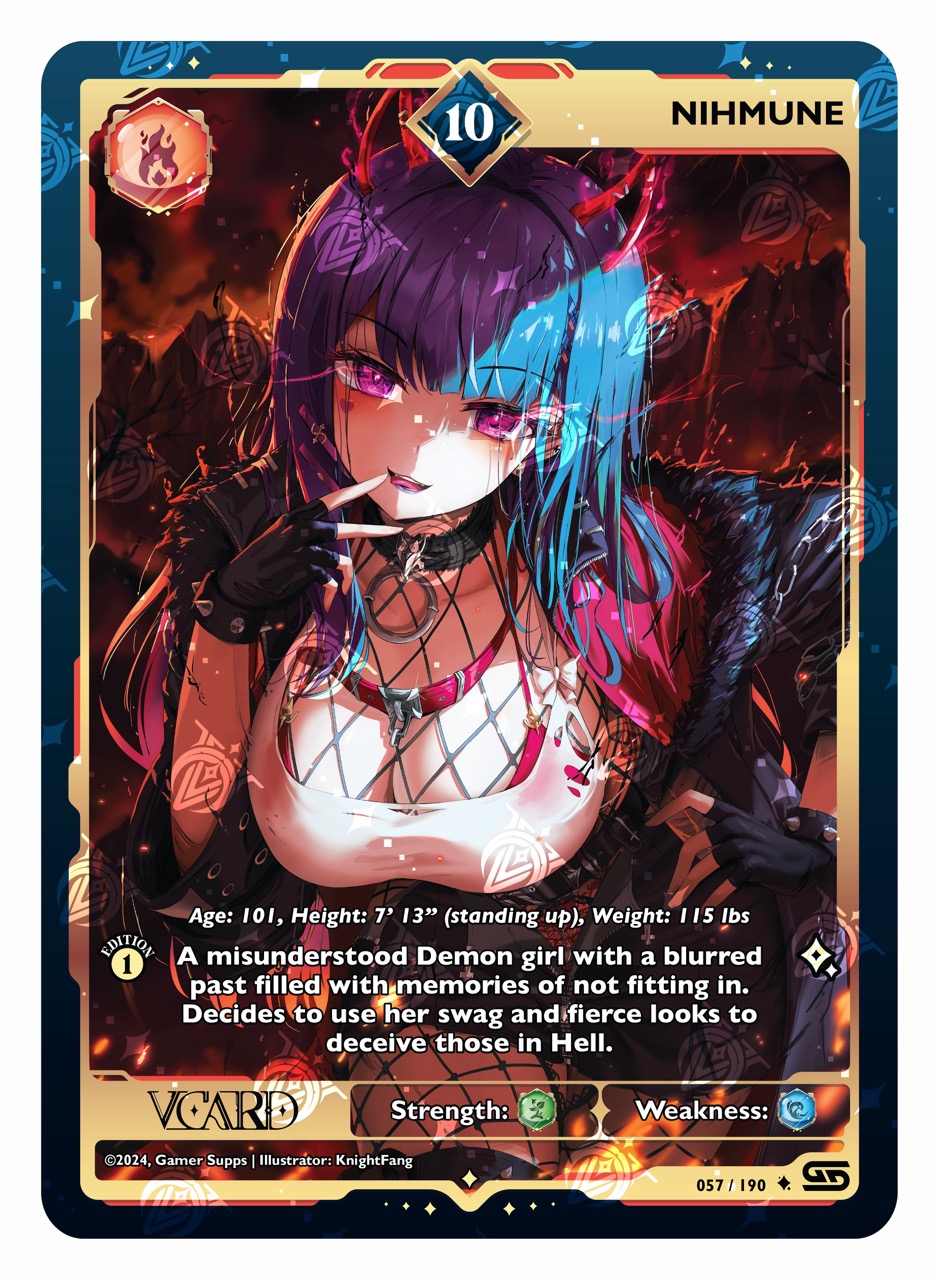 10
NIHMUNE
Age: 101, Height: 7’ 13” (standing up), Weight: 115 lbs
EDITION
1
A misunderstood Demon girl with a blurred
past filled with memories of not fitting in.
Decides to use her swag and fierce looks to
deceive those in Hell.
VCARD
Strength:
Weakness:
©2024, Gamer Supps | Illustrator: KnightFang
057 / 190
GS